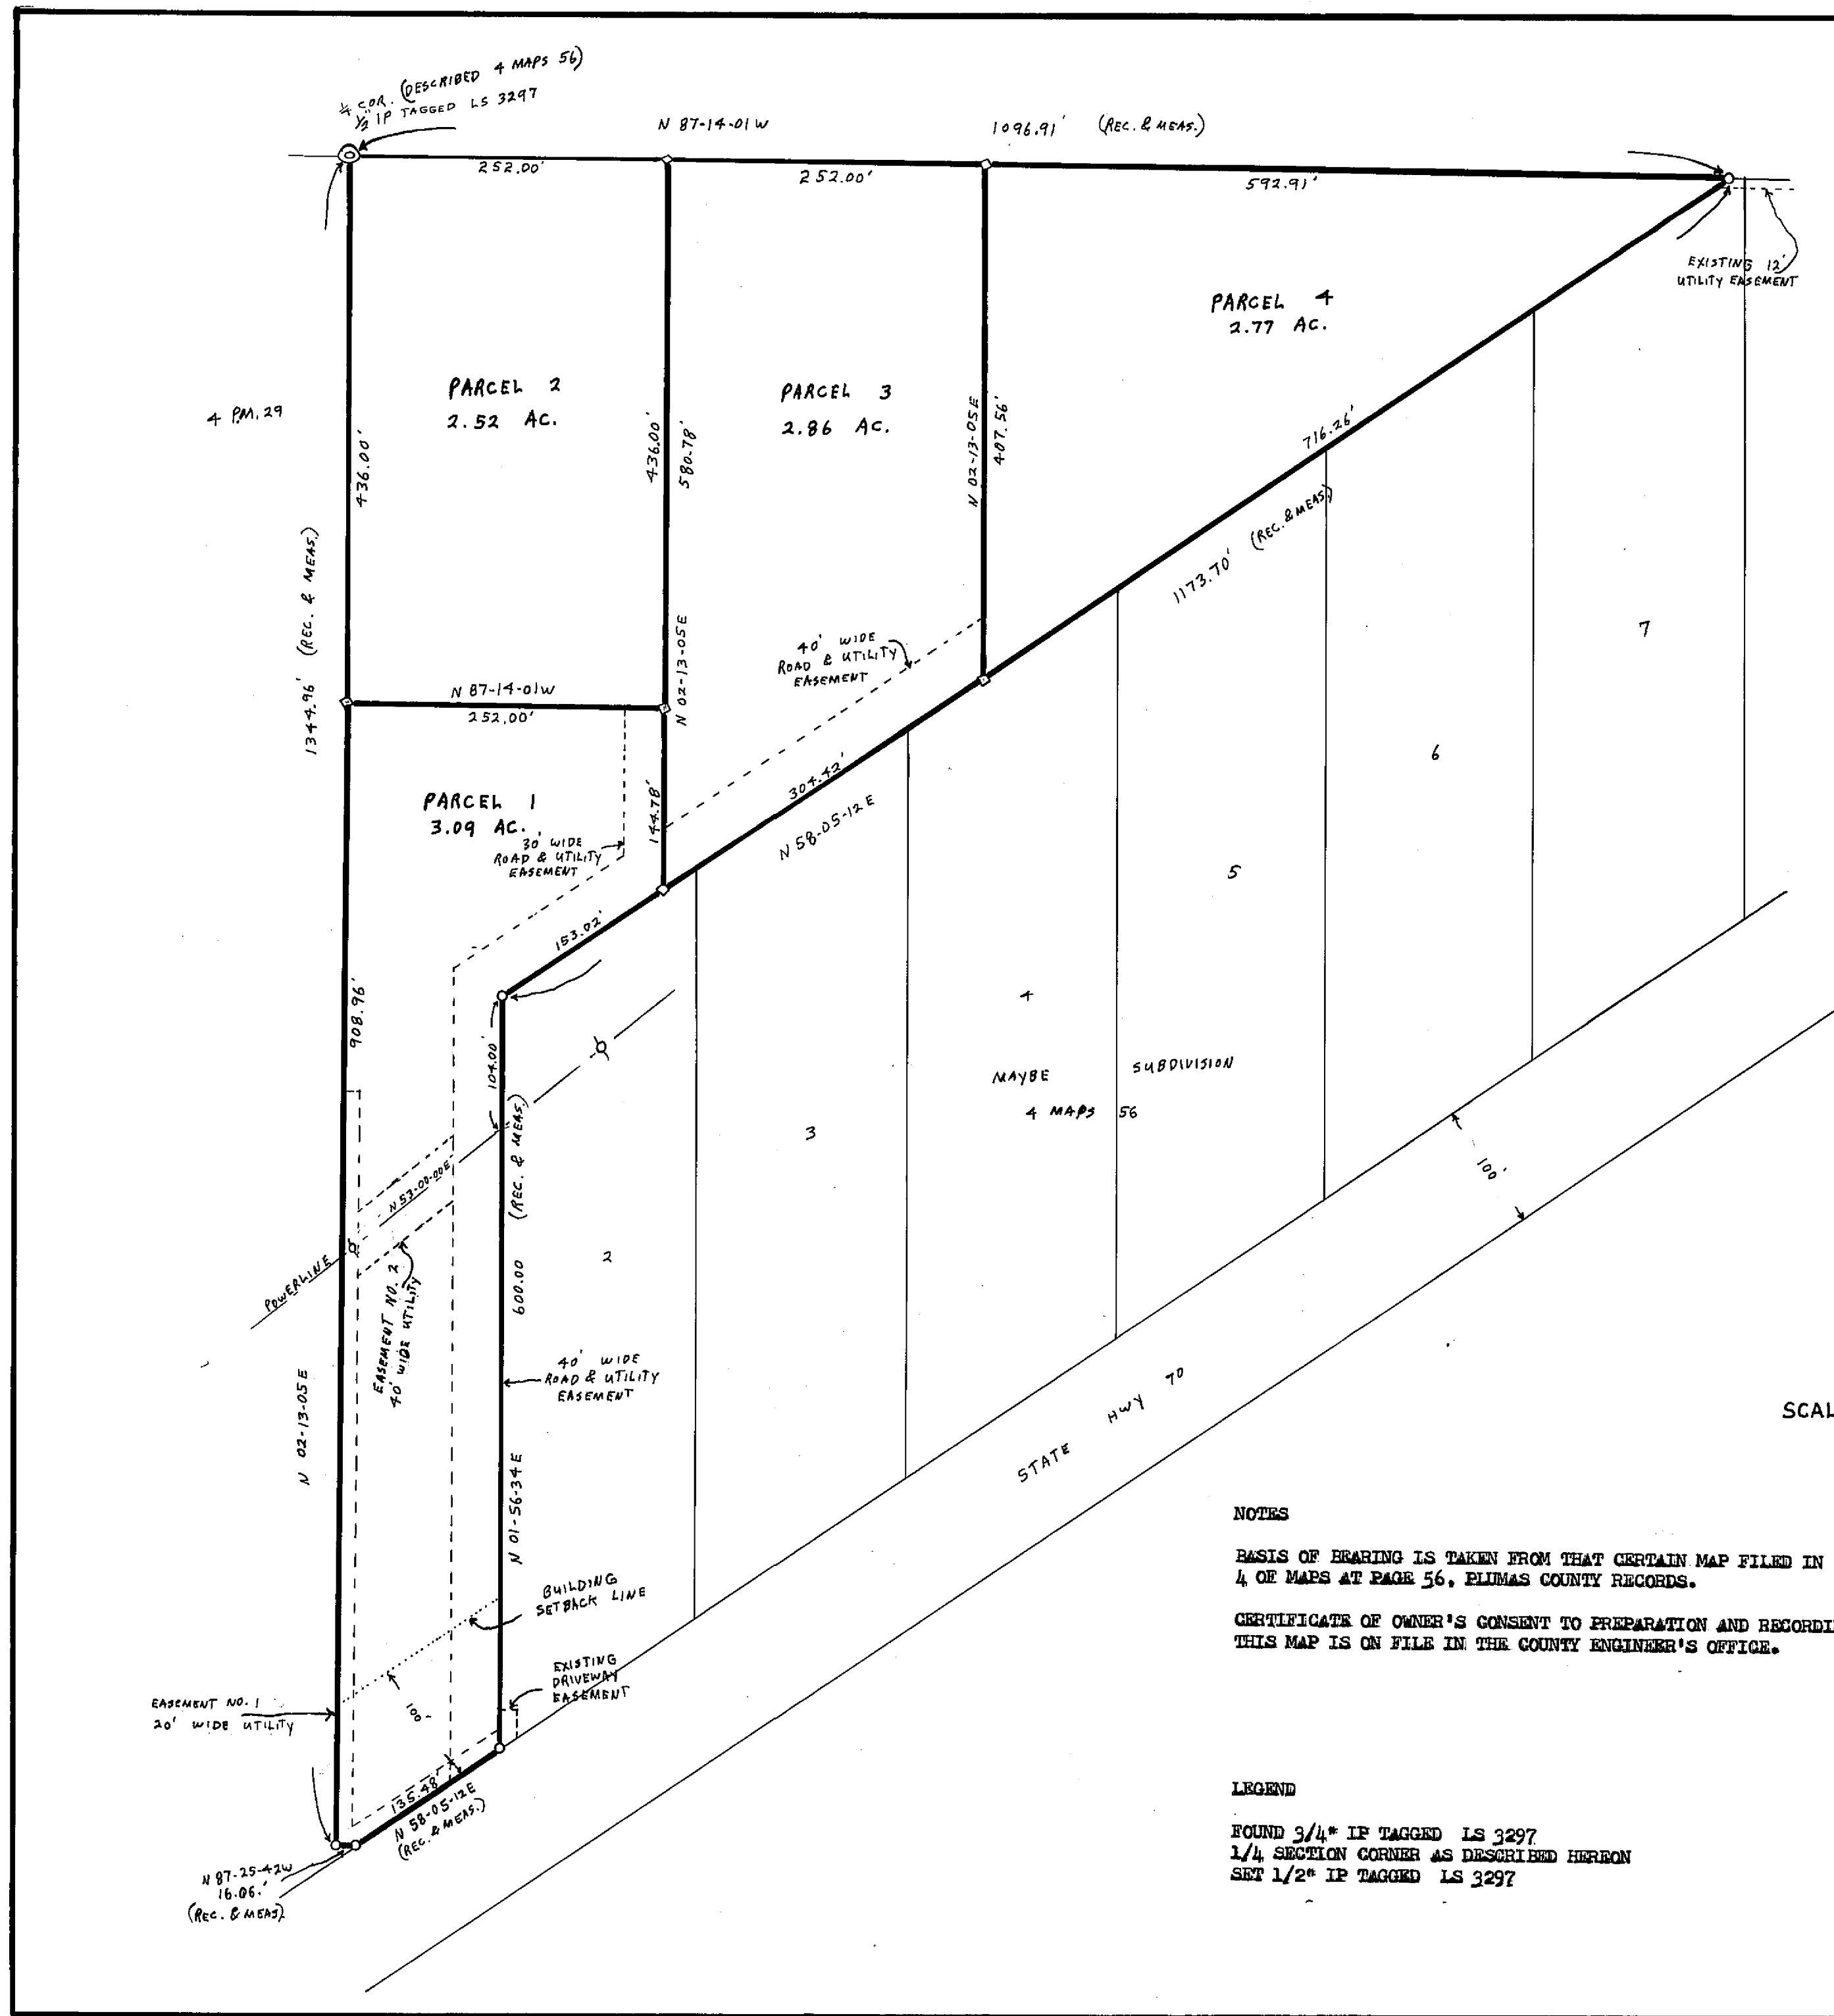 ¼ COR. (DESCRIBED 4 MAPS 56)
½" IP TAGGED LS 3297
N 87-14-01 W
1096.91' (REC. & MEAS.)
252.00'
252.00'
592.91'
EXISTING 12'
UTILITY EASEMENT
PARCEL 4
2.77 AC.
PARCEL 2
2.52 AC.
PARCEL 3
2.86 AC.
4 P.M. 29
436.00'
436.00'
580.78'
N 02-13-05 E
407.56'
716.26'
1173.70' (REC. & MEAS.)
1344.96' (REC. & MEAS.)
N 02-13-05 E
40' WIDE
ROAD & UTILITY
EASEMENT
7
N 87-14-01 W
252.00'
6
PARCEL 1
3.09 AC.
30' WIDE
ROAD & UTILITY
EASEMENT
144.78'
304.42'
N 58-05-12 E
5
153.02'
908.96'
4
104.00'
MAYBE SUBDIVISION
4 MAPS 56
3
(REC. & MEAS.)
600.00
100'
N 53-00-00 E
POWERLINE
2
EASEMENT NO. 2
40' WIDE UTILITY
40' WIDE
ROAD & UTILITY
EASEMENT
N 02-13-05 E
N 01-56-34 E
STATE HWY 70
SCAL
NOTES
BASIS OF BEARING IS TAKEN FROM THAT CERTAIN MAP FILED IN
4 OF MAPS AT PAGE 56, PLUMAS COUNTY RECORDS.
CERTIFICATE OF OWNER'S CONSENT TO PREPARATION AND RECORDI
THIS MAP IS ON FILE IN THE COUNTY ENGINEER'S OFFICE.
BUILDING
SETBACK LINE
EXISTING
DRIVEWAY
EASEMENT
EASEMENT NO. 1
20' WIDE UTILITY
100'
135.48'
N 58-05-12 E
(REC. & MEAS.)
N 87-25-42 W
16.06.'
(REC. & MEAS)
LEGEND
FOUND 3/4" IP TAGGED LS 3297
1/4 SECTION CORNER AS DESCRIBED HEREON
SET 1/2" IP TAGGED LS 3297